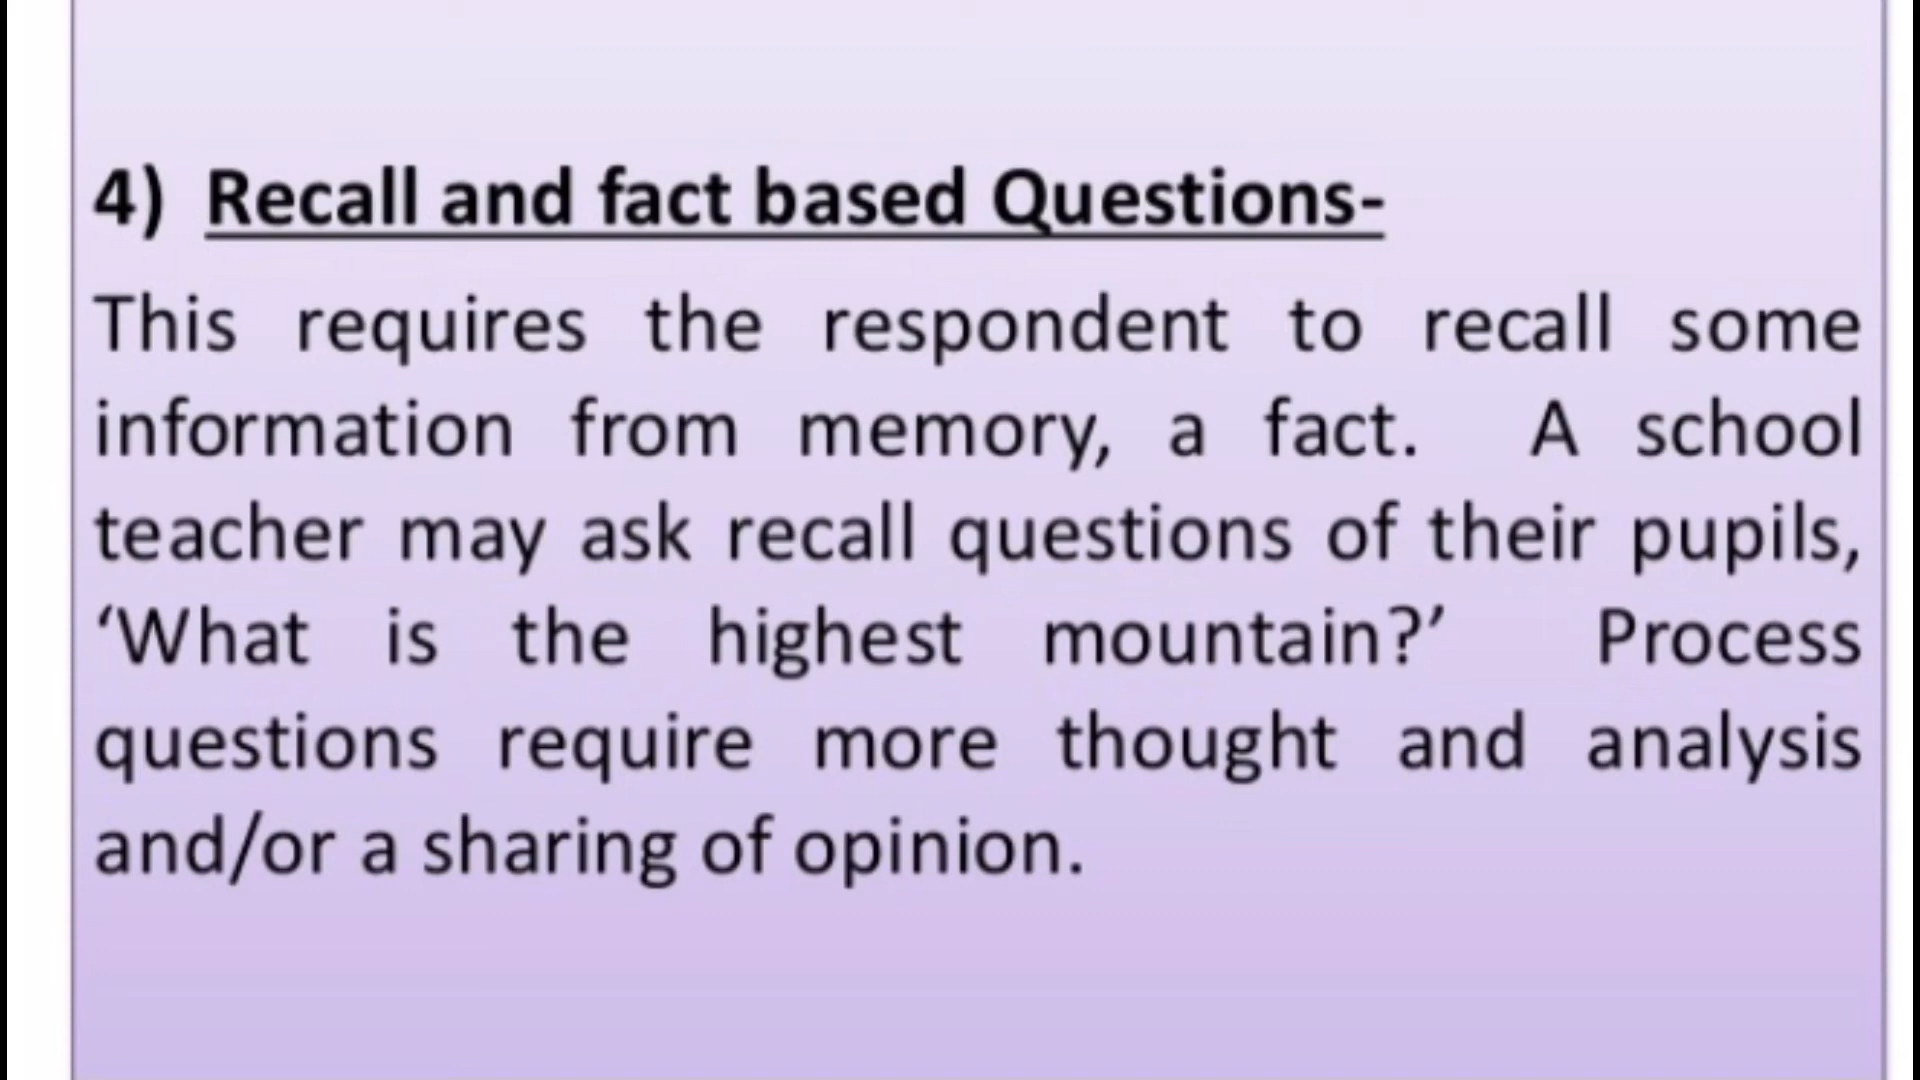 4) Recall and fact based Questions-
This requires the respondent to recall some
information from memory, a fact. A school
teacher may ask recall questions of their pupils,
‘What is the highest mountain?’ Process
questions require more thought and analysis
and/or a sharing of opinion.